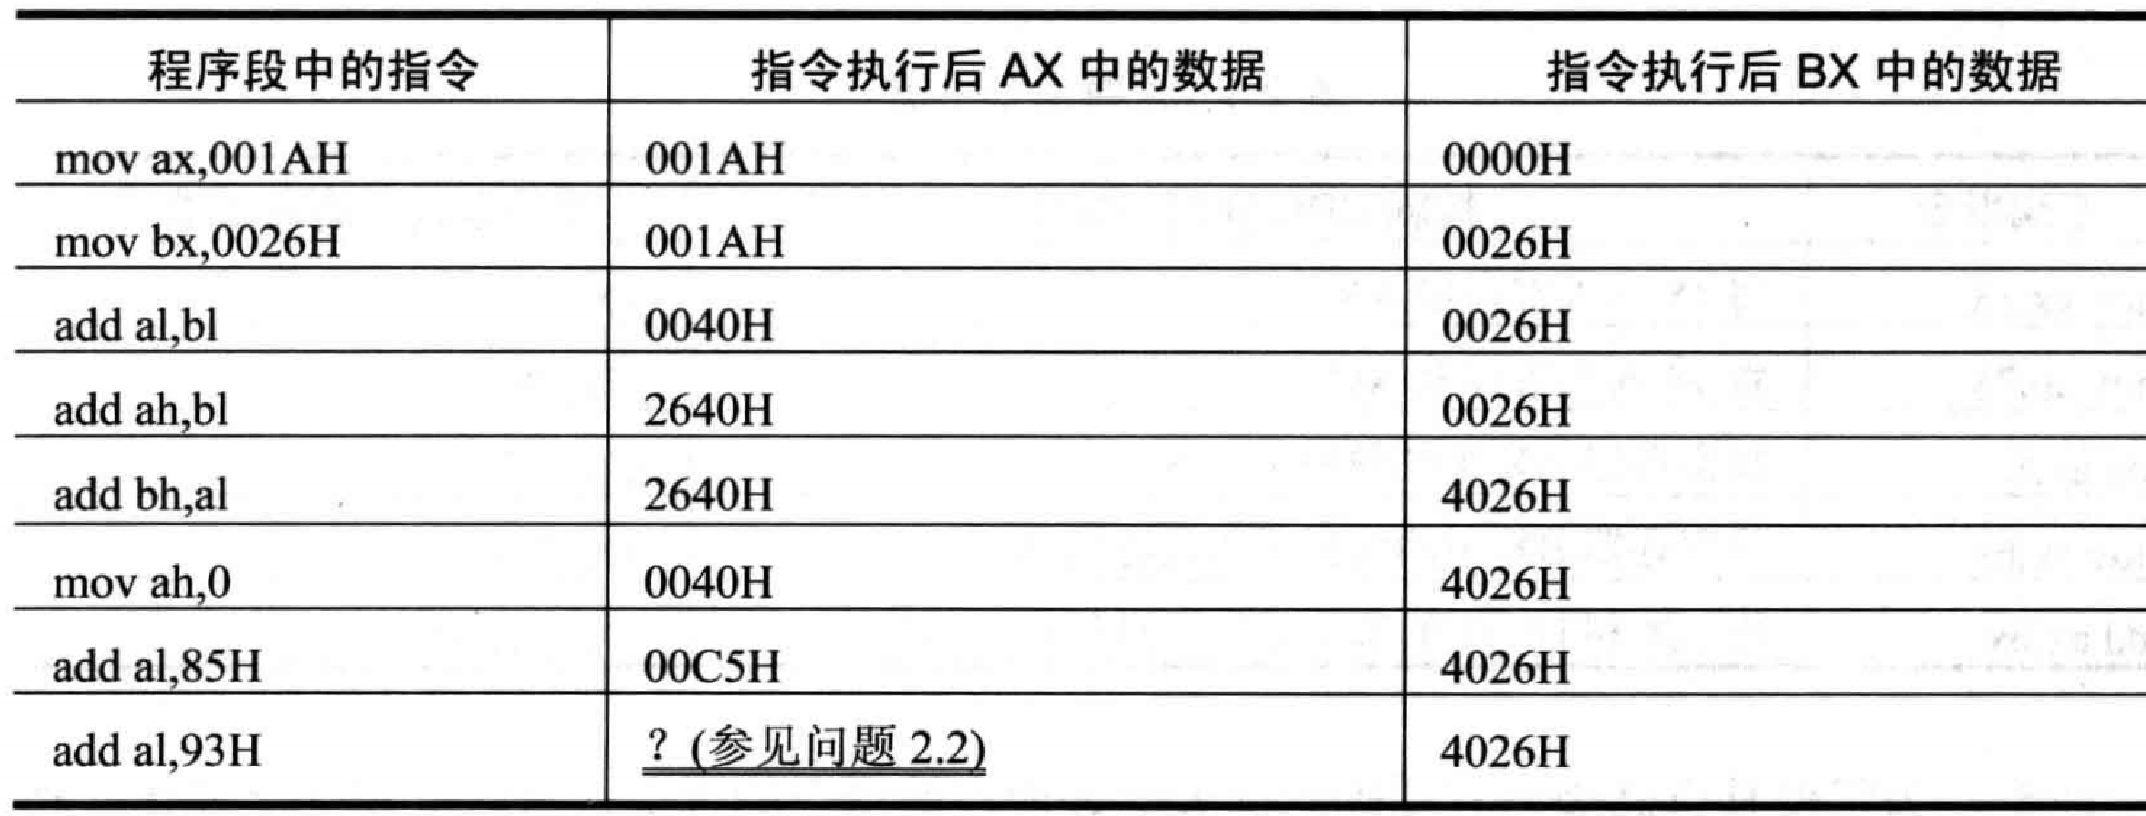 程序段中的指令 指令执行后 AX 中的数据 指令执行后 BX 中的数据
mov ax,001AH 001AH 0000H
mov bx,0026H 001AH 0026H
add al,bl 0040H 0026H
add ah,bl 2640H 0026H
add bh,al 2640H 4026H
mov ah,0 0040H 4026H
add al,85H 00C5H 4026H
add al,93H ？(参见问题 2.2) 4026H